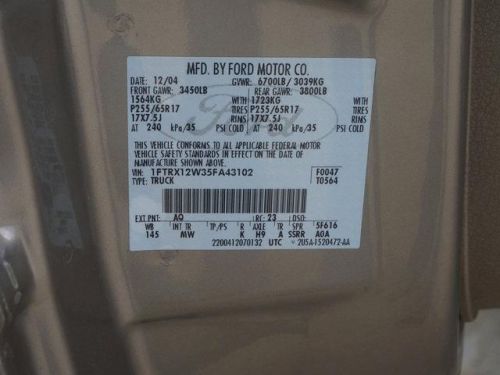 MFD. BY FORD MOTOR CO.
DATE: 12/04 GVWR: 6700LB/ 3039KG
FRONT GAWR: 3450LB REAR GAWR: 3800LB
1564KG WITH 1723KG WITH
P255/65R17 TIRES P255/65R17 TIRES
17X7.5J RIMS 17X7.5J RIMS
AT 240 kPa/35 PSI COLD AT 240 kPa/35 PSI COLD
THIS VEHICLE CONFORMS TO ALL APPLICABLE FEDERAL MOTOR
VEHICLE SAFETY AND THEFT PREVENTION STANDARDS IN EFFECT ON THE DATE OF
MANUFACTURE SHOWN ABOVE.
VIN: 1FTRX12W35FA43102 F0047
TYPE: TRUCK T0564
EXT PNT: AQ RC: 23 DSO:
WB INT TR TP/PS R AXLE TR SPR 5F616
145 MW K H9 A SSRR AGA
2200412070132 UTC 2U5A-1520472-AA
Ford